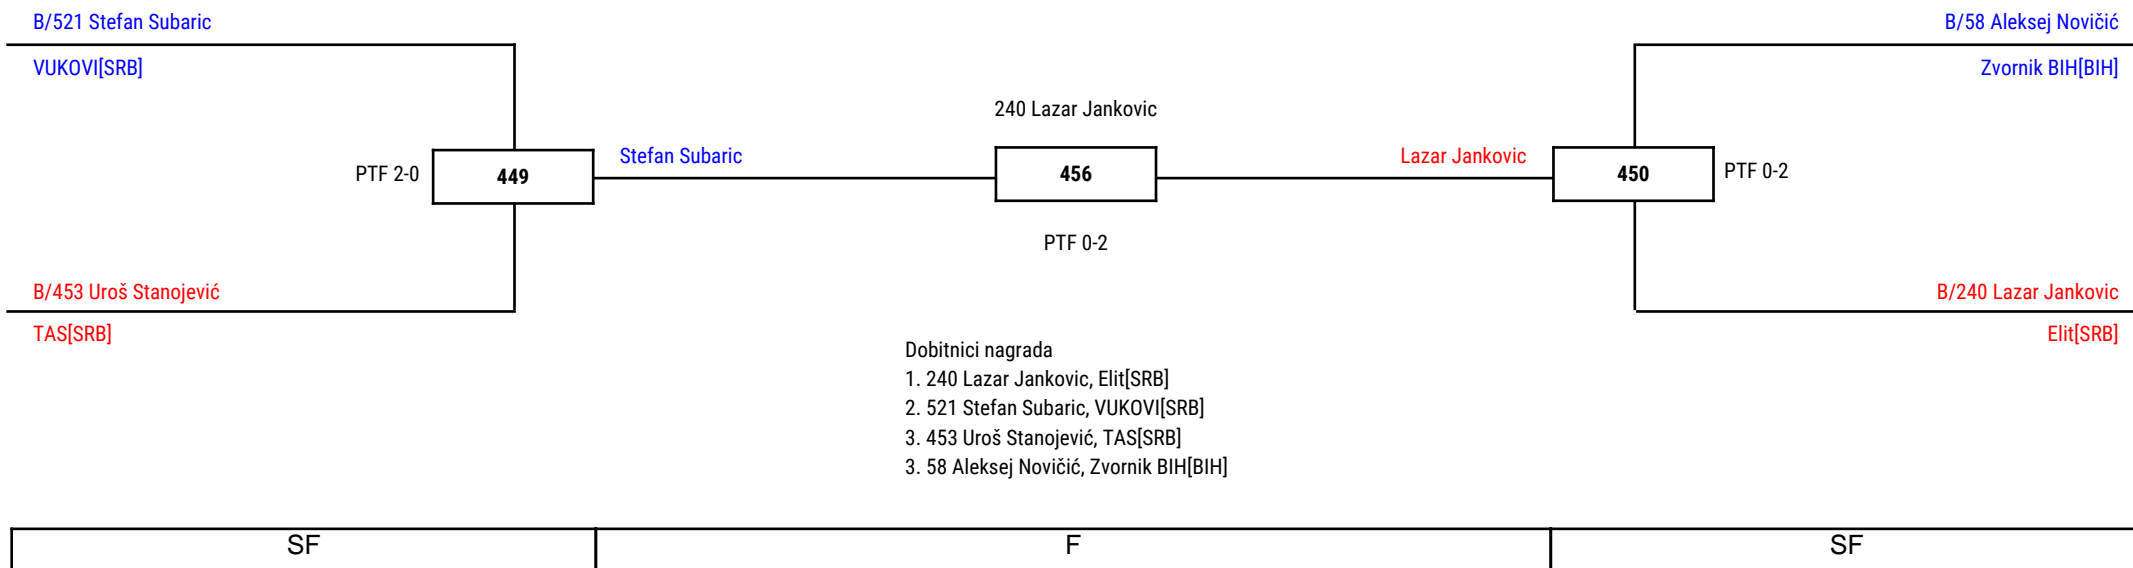 B/521 Stefan Subaric
VUKOVI[SRB]
B/58 Aleksej Novičić
Zvornik BIH[BIH]
240 Lazar Jankovic
PTF 2-0
449
Stefan Subaric
456
Lazar Jankovic
450
PTF 0-2
PTF 0-2
B/453 Uroš Stanojević
TAS[SRB]
B/240 Lazar Jankovic
Elit[SRB]
Dobitnici nagrada
1. 240 Lazar Jankovic, Elit[SRB]
2. 521 Stefan Subaric, VUKOVI[SRB]
3. 453 Uroš Stanojević, TAS[SRB]
3. 58 Aleksej Novičić, Zvornik BIH[BIH]
SF
F
SF